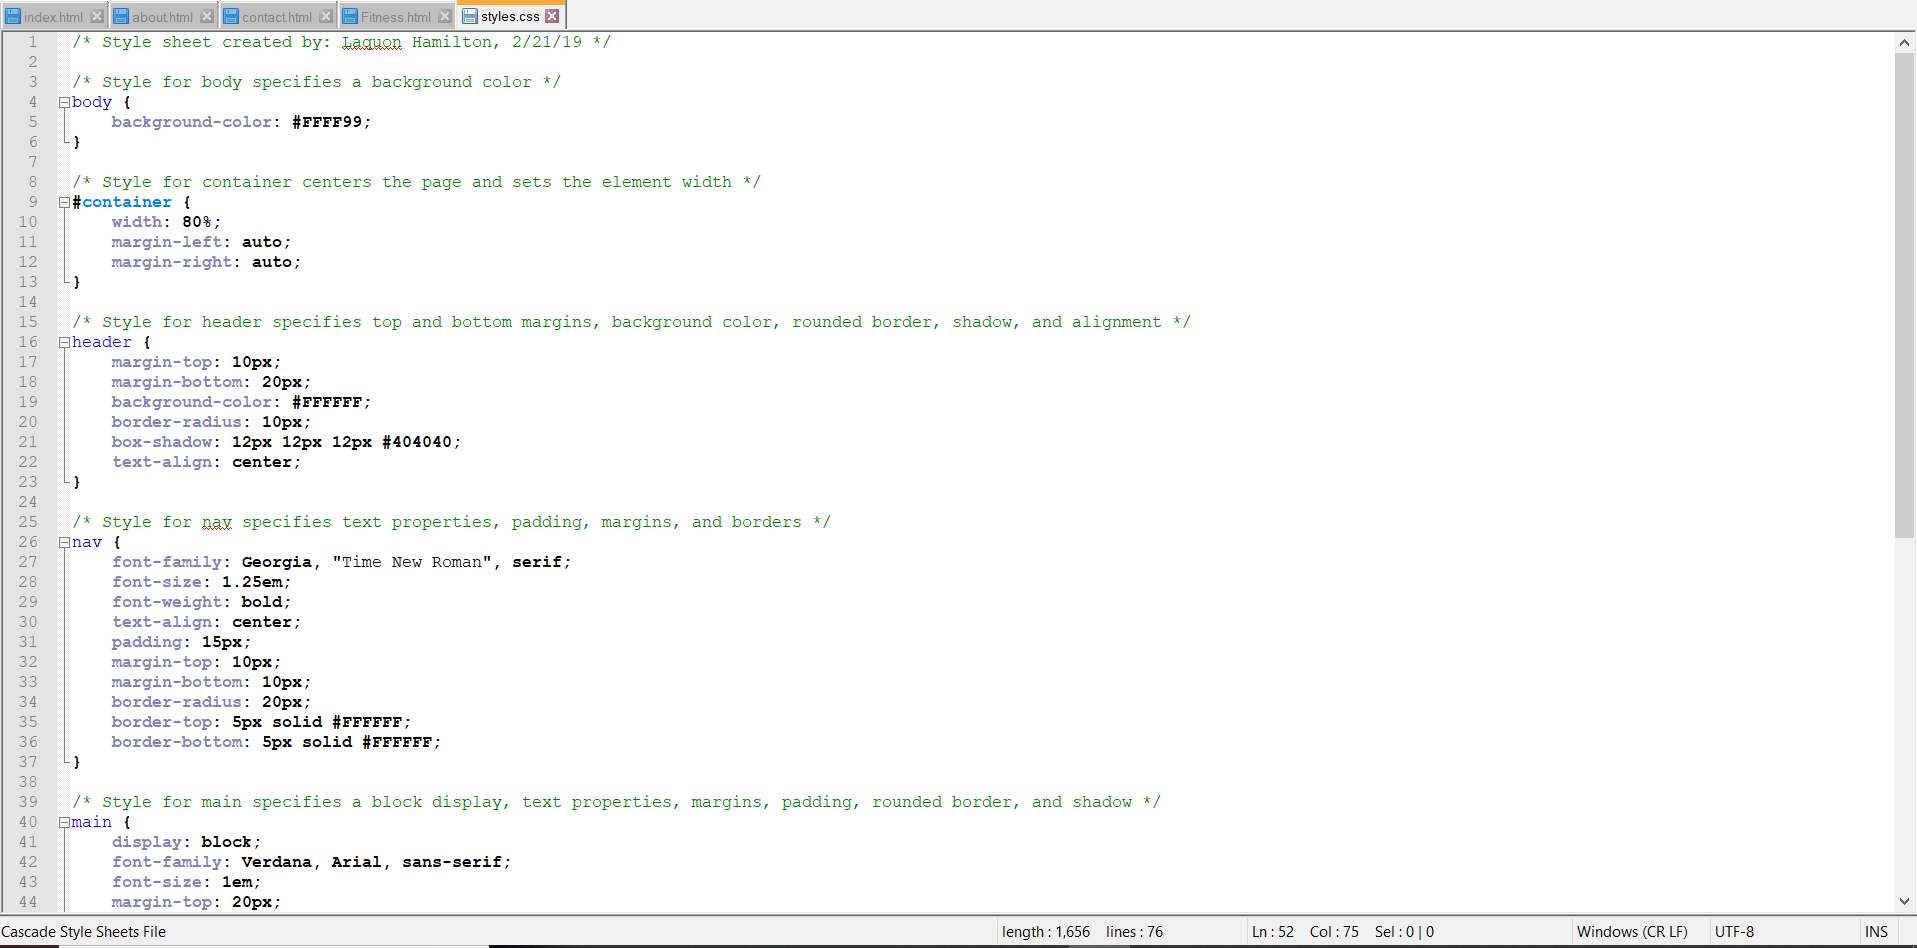 index.html about.html contact.html Fitness.html styles.css
1 /* Style sheet created by: Laquon Hamilton, 2/21/19 */
2
3 /* Style for body specifies a background color */
4 body {
5 background-color: #FFFF99;
6 }
7
8 /* Style for container centers the page and sets the element width */
9 #container {
10 width: 80%;
11 margin-left: auto;
12 margin-right: auto;
13 }
14
15 /* Style for header specifies top and bottom margins, background color, rounded border, shadow, and alignment */
16 header {
17 margin-top: 10px;
18 margin-bottom: 20px;
19 background-color: #FFFFFF;
20 border-radius: 10px;
21 box-shadow: 12px 12px 12px #404040;
22 text-align: center;
23 }
24
25 /* Style for nav specifies text properties, padding, margins, and borders */
26 nav {
27 font-family: Georgia, "Time New Roman", serif;
28 font-size: 1.25em;
29 font-weight: bold;
30 text-align: center;
31 padding: 15px;
32 margin-top: 10px;
33 margin-bottom: 10px;
34 border-radius: 20px;
35 border-top: 5px solid #FFFFFF;
36 border-bottom: 5px solid #FFFFFF;
37 }
38
39 /* Style for main specifies a block display, text properties, margins, padding, rounded border, and shadow */
40 main {
41 display: block;
42 font-family: Verdana, Arial, sans-serif;
43 font-size: 1em;
44 margin-top: 20px;
Cascade Style Sheets File length : 1,656 lines : 76 Ln : 52 Col : 75 Sel : 0 | 0 Windows (CR LF) UTF-8 INS